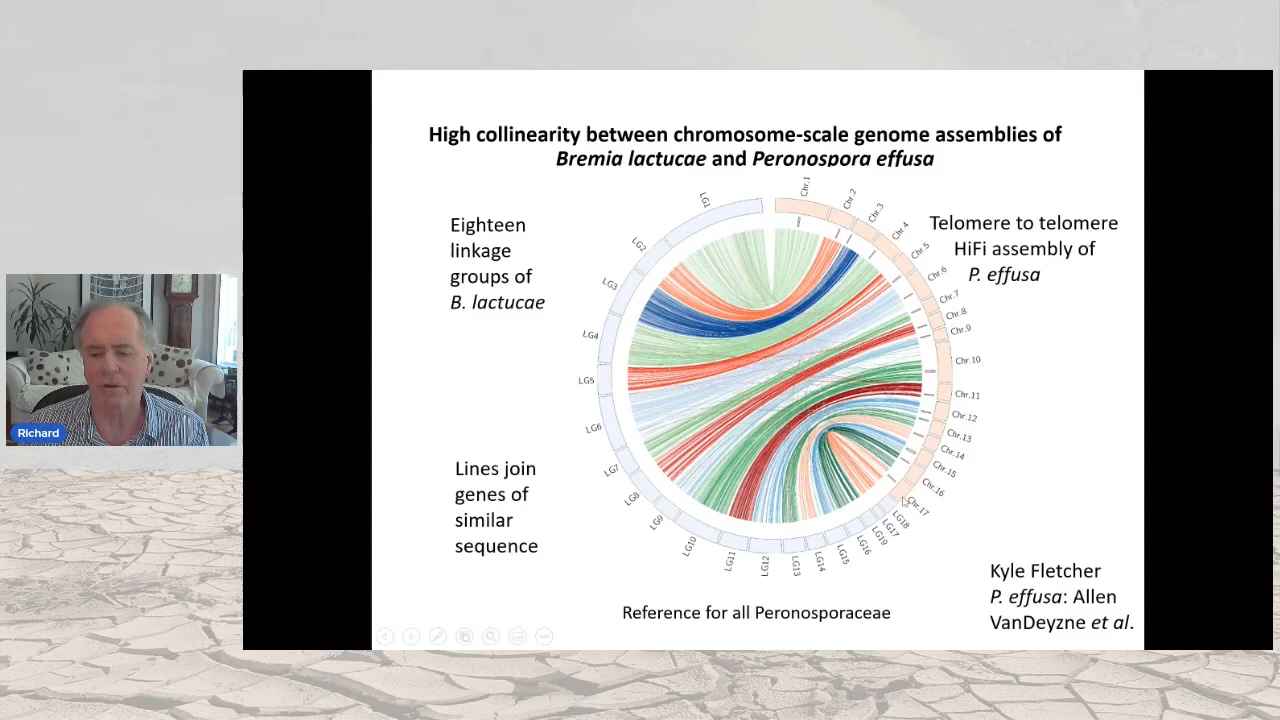 High collinearity between chromosome-scale genome assemblies of
Bremia lactucae and Peronospora effusa
Eighteen
linkage
groups of
B. lactucae
Telomere to telomere
HiFi assembly of
P. effusa
Lines join
genes of
similar
sequence
Chr.1
Chr.2
Chr.3
Chr.4
Chr.5
Chr.6
Chr.7
Chr.8
Chr.9
Chr.10
Chr.11
Chr.12
Chr.13
Chr.14
Chr.15
Chr.16
Chr.17
LG18
LG17
LG19
LG16
LG15
LG14
LG13
LG12
LG11
LG10
LG9
LG8
LG7
LG6
LG5
LG4
LG3
LG2
LG1
Reference for all Peronosporaceae
Kyle Fletcher
P. effusa: Allen
VanDeyzne et al.
Richard